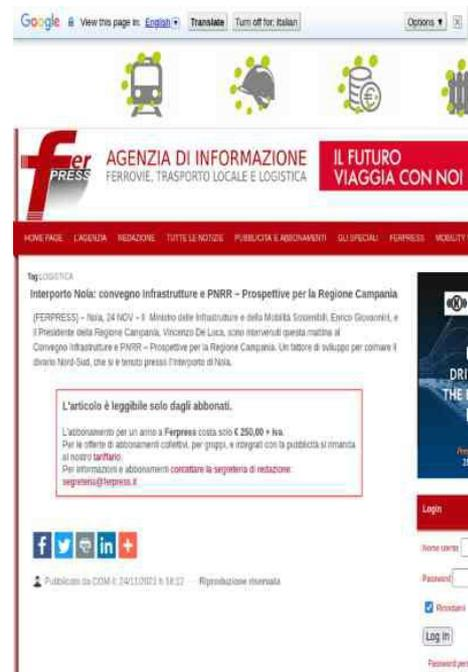 Google View this page in: English Translate Turn off for: Italian Options
fer
PRESS
AGENZIA DI INFORMAZIONE
FERROVIE, TRASPORTO LOCALE E LOGISTICA
IL FUTURO
VIAGGIA CON NOI
HOME PAGE L'AGENZIA REDAZIONE TUTTE LE NOTIZIE PUBBLICITÀ E ABBONAMENTI GLI SPECIALI FERPRESS MOBILITY
Tag LOGISTICA
Interporto Nola: convegno Infrastrutture e PNRR – Prospettive per la Regione Campania
(FERPRESS) – Nola, 24 NOV – Il Ministro delle Infrastrutture e della Mobilità Sostenibili, Enrico Giovannini, e
il Presidente della Regione Campania, Vincenzo De Luca, sono intervenuti questa mattina al
Convegno Infrastrutture e PNRR – Prospettive per la Regione Campania. Un fattore di sviluppo per colmare il
divario Nord-Sud, che si è tenuto presso l'Interporto di Nola.
L'articolo è leggibile solo dagli abbonati.
L'abbonamento per un anno a Ferpress costa solo € 250,00 + iva.
Per le offerte di abbonamenti collettivi, per gruppi, e integrati con la pubblicità si rimanda
al nostro tariffario.
Per informazioni e abbonamenti contattare la segreteria di redazione:
segreteria@ferpress.it
Pubblicato da COM il: 24/11/2021 h 18:12 Riproduzione riservata
DRI
THE
Login
Nome utente
Password
Ricordami
Log in